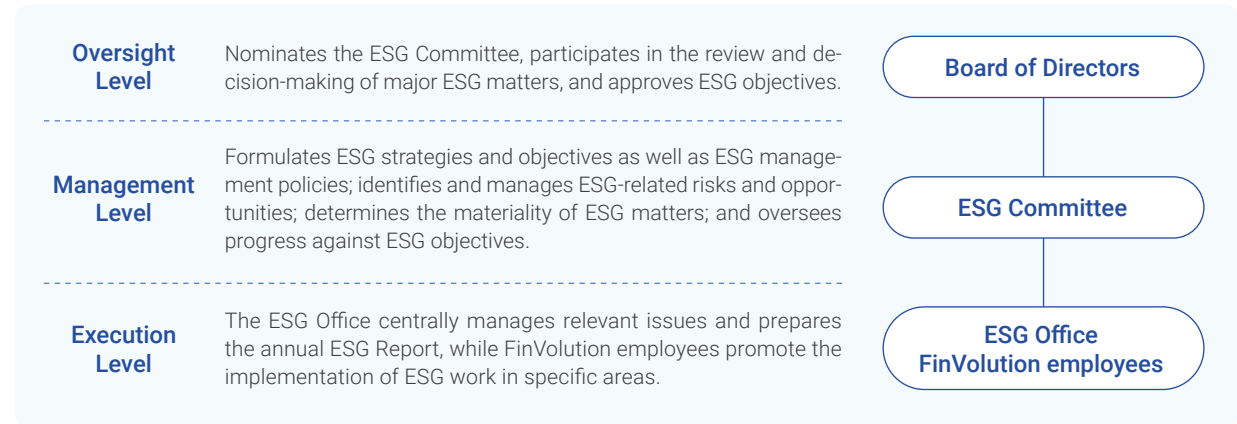 Oversight
Level
Nominates the ESG Committee, participates in the review and de-
cision-making of major ESG matters, and approves ESG objectives.
Board of Directors
Management
Level
Formulates ESG strategies and objectives as well as ESG manage-
ment policies; identifies and manages ESG-related risks and oppor-
tunities; determines the materiality of ESG matters; and oversees
progress against ESG objectives.
ESG Committee
Execution
Level
The ESG Office centrally manages relevant issues and prepares
the annual ESG Report, while FinVolution employees promote the
implementation of ESG work in specific areas.
ESG Office
FinVolution employees